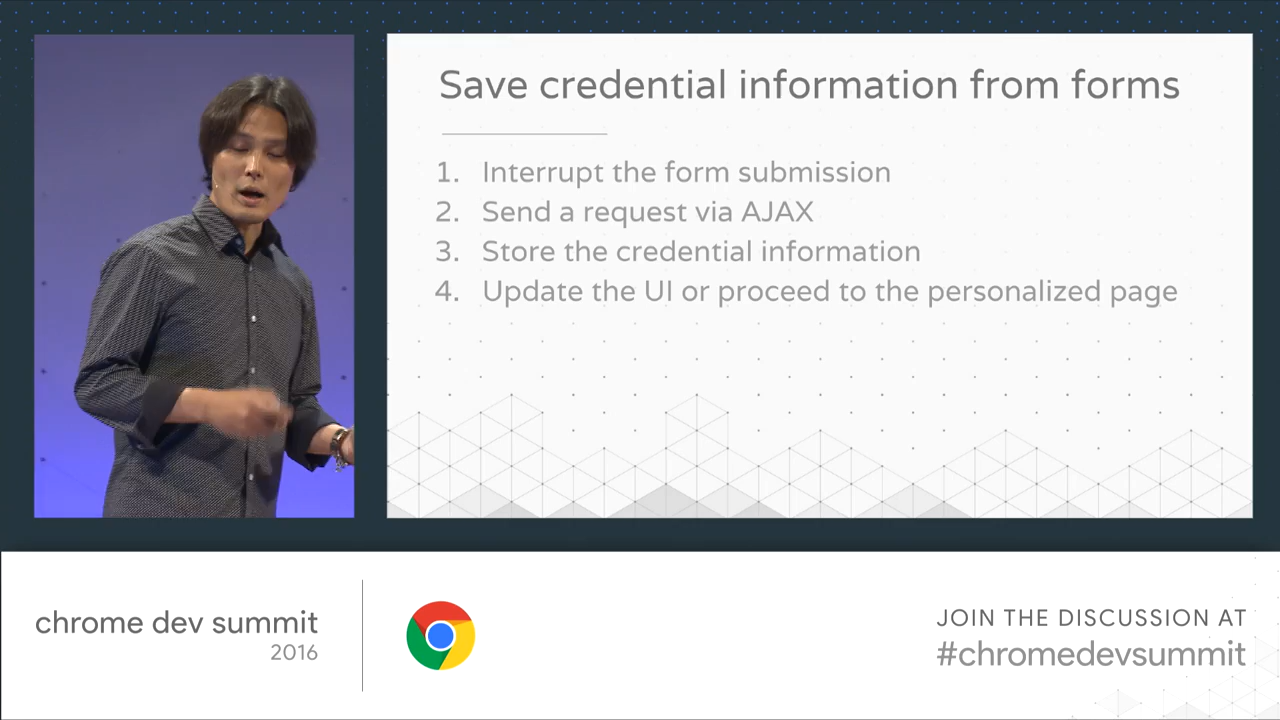 Save credential information from forms
1. Interrupt the form submission
2. Send a request via AJAX
3. Store the credential information
4. Update the UI or proceed to the personalized page
chrome dev summit
2016
JOIN THE DISCUSSION AT
#chromedevsummit